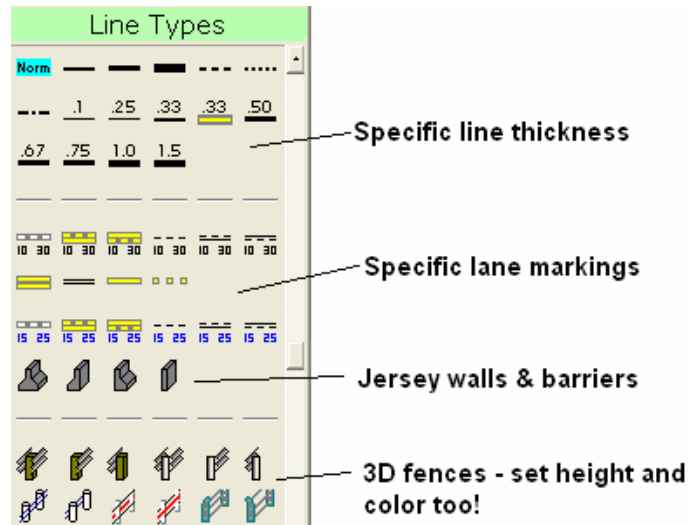 Line Types
Norm
.1 .25 .33 .33 .50
Specific line thickness
.67 .75 1.0 1.5
10 30 10 30 10 30 10 30 10 30 10 30
Specific lane markings
15 25 15 25 15 25 15 25 15 25 15 25
Jersey walls & barriers
3D fences - set height and
color too!